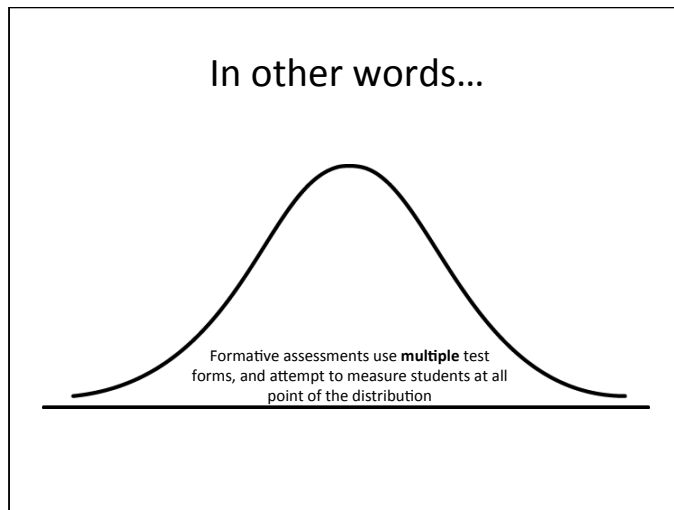 In other words…
Formative assessments use multiple test
forms, and attempt to measure students at all
point of the distribution